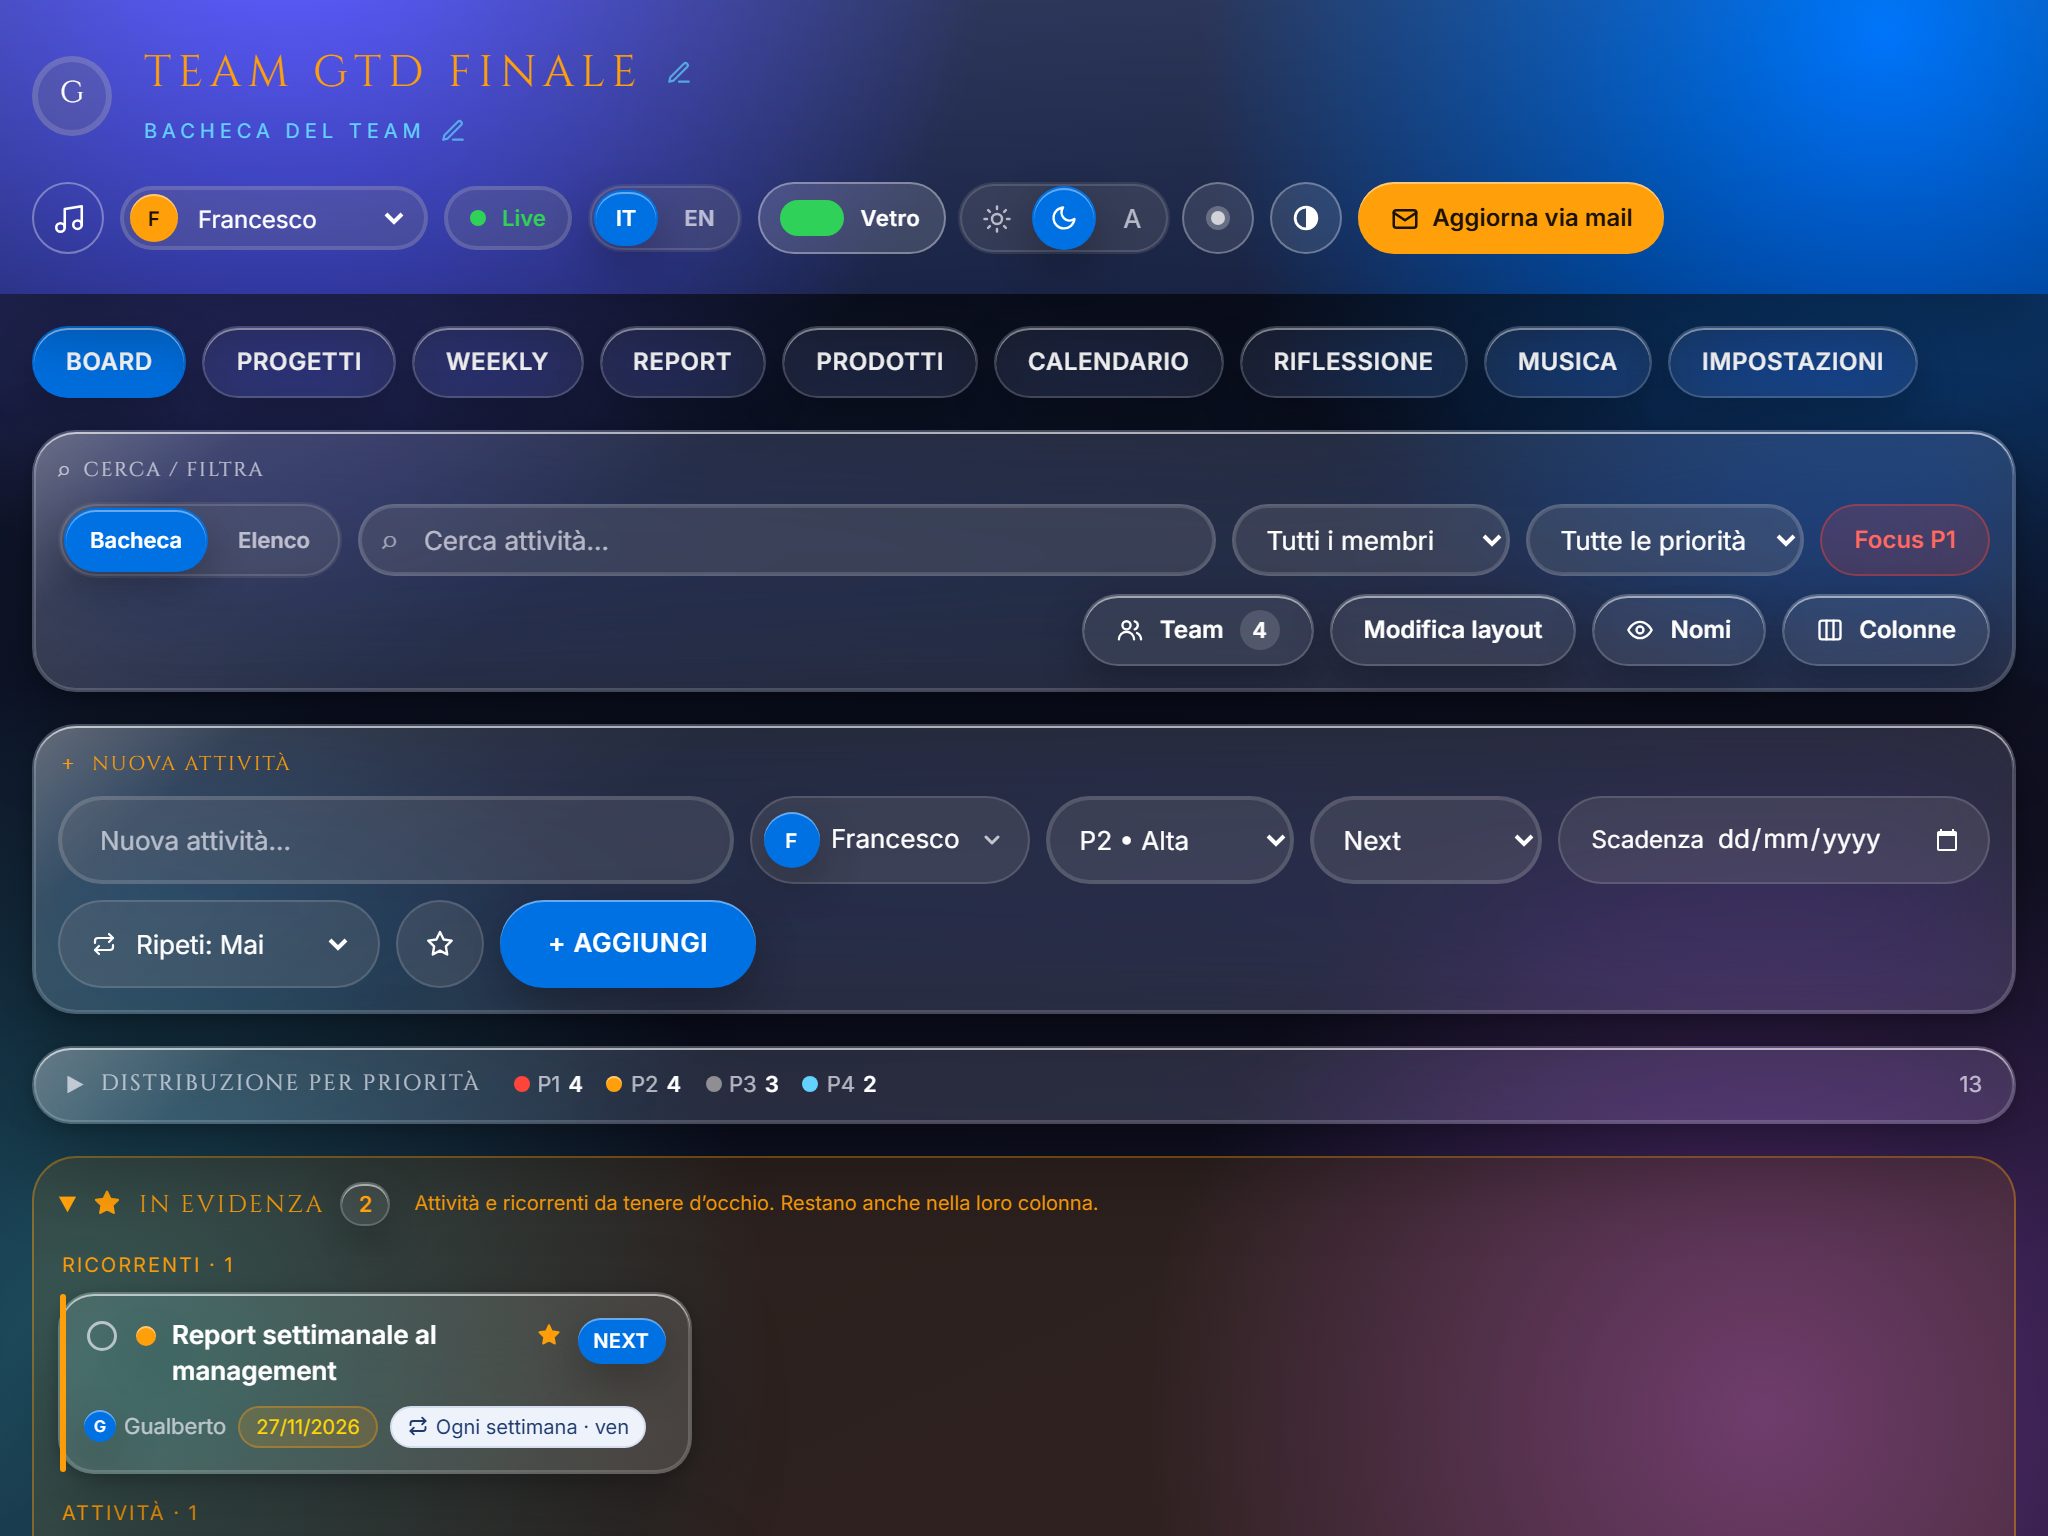 G
TEAM GTD FINALE
BACHECA DEL TEAM
F Francesco Live IT EN Vetro A Aggiorna via mail
BOARD PROGETTI WEEKLY REPORT PRODOTTI CALENDARIO RIFLESSIONE MUSICA IMPOSTAZIONI
CERCA / FILTRA
Bacheca Elenco Cerca attività... Tutti i membri Tutte le priorità Focus P1
Team 4 Modifica layout Nomi Colonne
+ NUOVA ATTIVITÀ
Nuova attività... F Francesco P2 • Alta Next Scadenza dd/mm/yyyy
Ripeti: Mai + AGGIUNGI
DISTRIBUZIONE PER PRIORITÀ P1 4 P2 4 P3 3 P4 2 13
IN EVIDENZA 2 Attività e ricorrenti da tenere d’occhio. Restano anche nella loro colonna.
RICORRENTI · 1
Report settimanale al NEXT
management
G Gualberto 27/11/2026 Ogni settimana · ven
ATTIVITÀ · 1